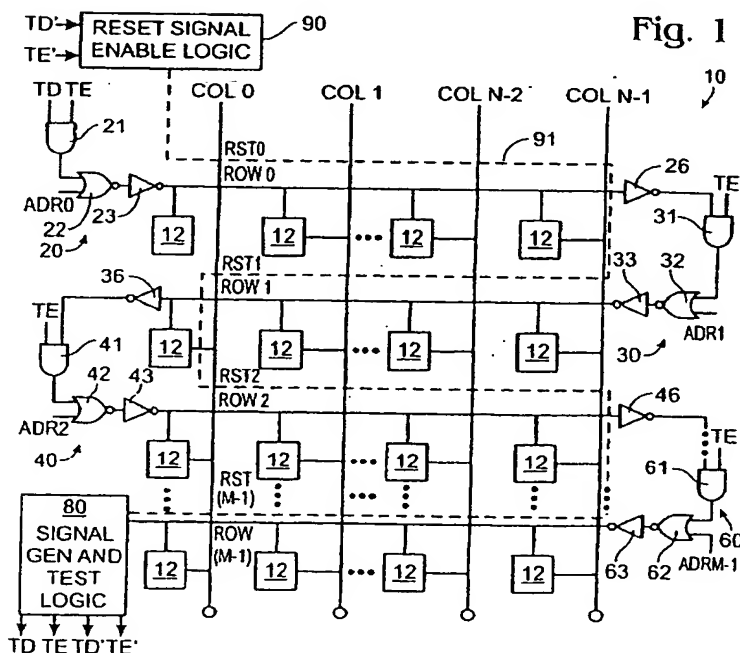 Fig. 1
TD'
TE'
RESET SIGNAL
ENABLE LOGIC
90
10
TD TE
COL 0
COL 1
COL N-2
COL N-1
21
RST0
91
26
TE
ROW 0
ADR0
22
23
20
12
12
12
12
31
RST1
36
ROW 1
33
32
TE
ADR1
30
41
12
12
12
12
42
43
RST2
ROW 2
46
ADR2
40
TE
12
12
12
12
61
RST
(M-1)
60
80
SIGNAL
GEN AND
TEST
LOGIC
ROW
(M-1)
63
62
ADRM-1
12
12
12
12
TD TE TD' TE'